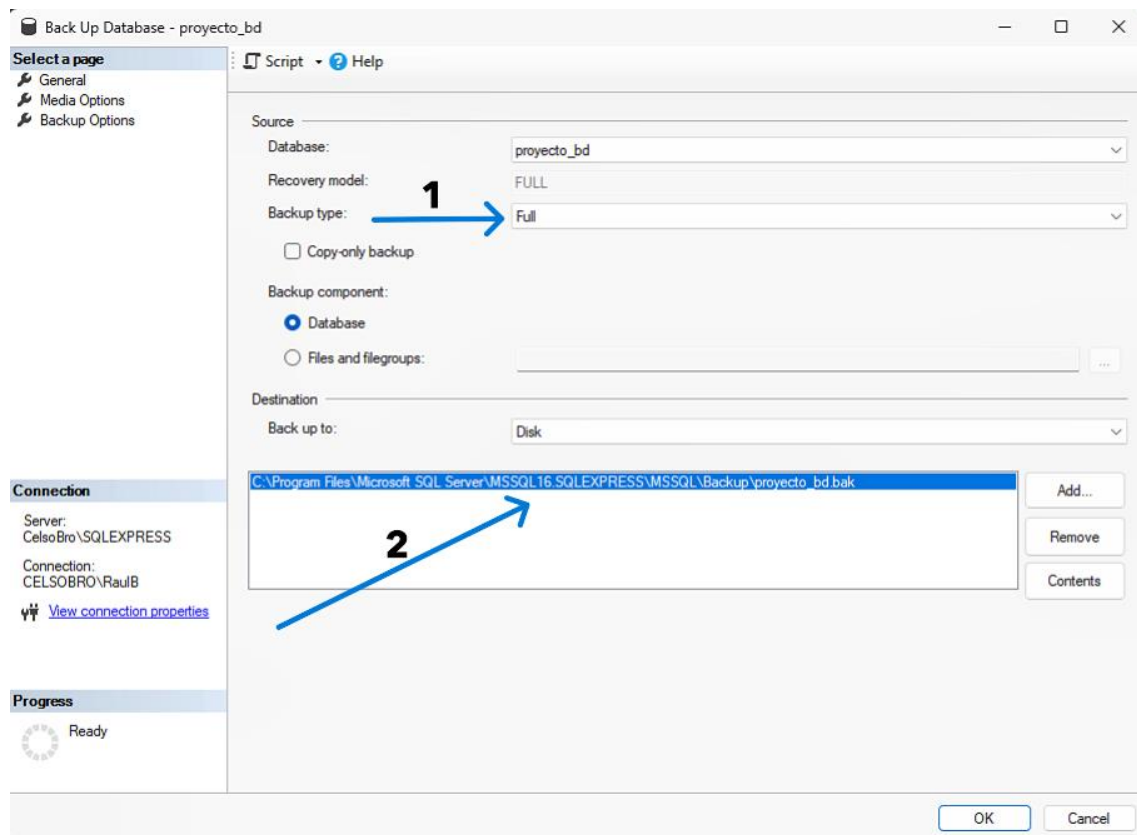 Back Up Database - proyecto_bd
Select a page
General
Media Options
Backup Options
Script
Help
Source
Database:
proyecto_bd
Recovery model:
FULL
1
Backup type:
Full
Copy-only backup
Backup component:
Database
Files and filegroups:
...
Destination
Back up to:
Disk
C:\Program Files\Microsoft SQL Server\MSSQL16.SQLEXPRESS\MSSQL\Backup\proyecto_bd.bak
2
Add...
Remove
Contents
Connection
Server:
CelsoBro\SQLEXPRESS
Connection:
CELSOBRO\RaulB
View connection properties
Progress
Ready
OK
Cancel